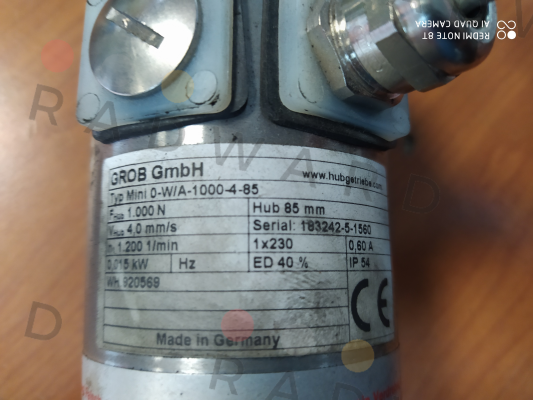 REDMI NOTE 8T
AI QUAD CAMERA
GROB GmbH www.hubgetriebe.com
Typ Mini 0-W/A-1000-4-85
1.000 N Hub 85 mm
4,0 mm/s Serial: 183242-5-1560
1.200 1/min 1x230 0,60 A
0,015 kW Hz ED 40 % IP 54
WH 920569
CE
Made in Germany